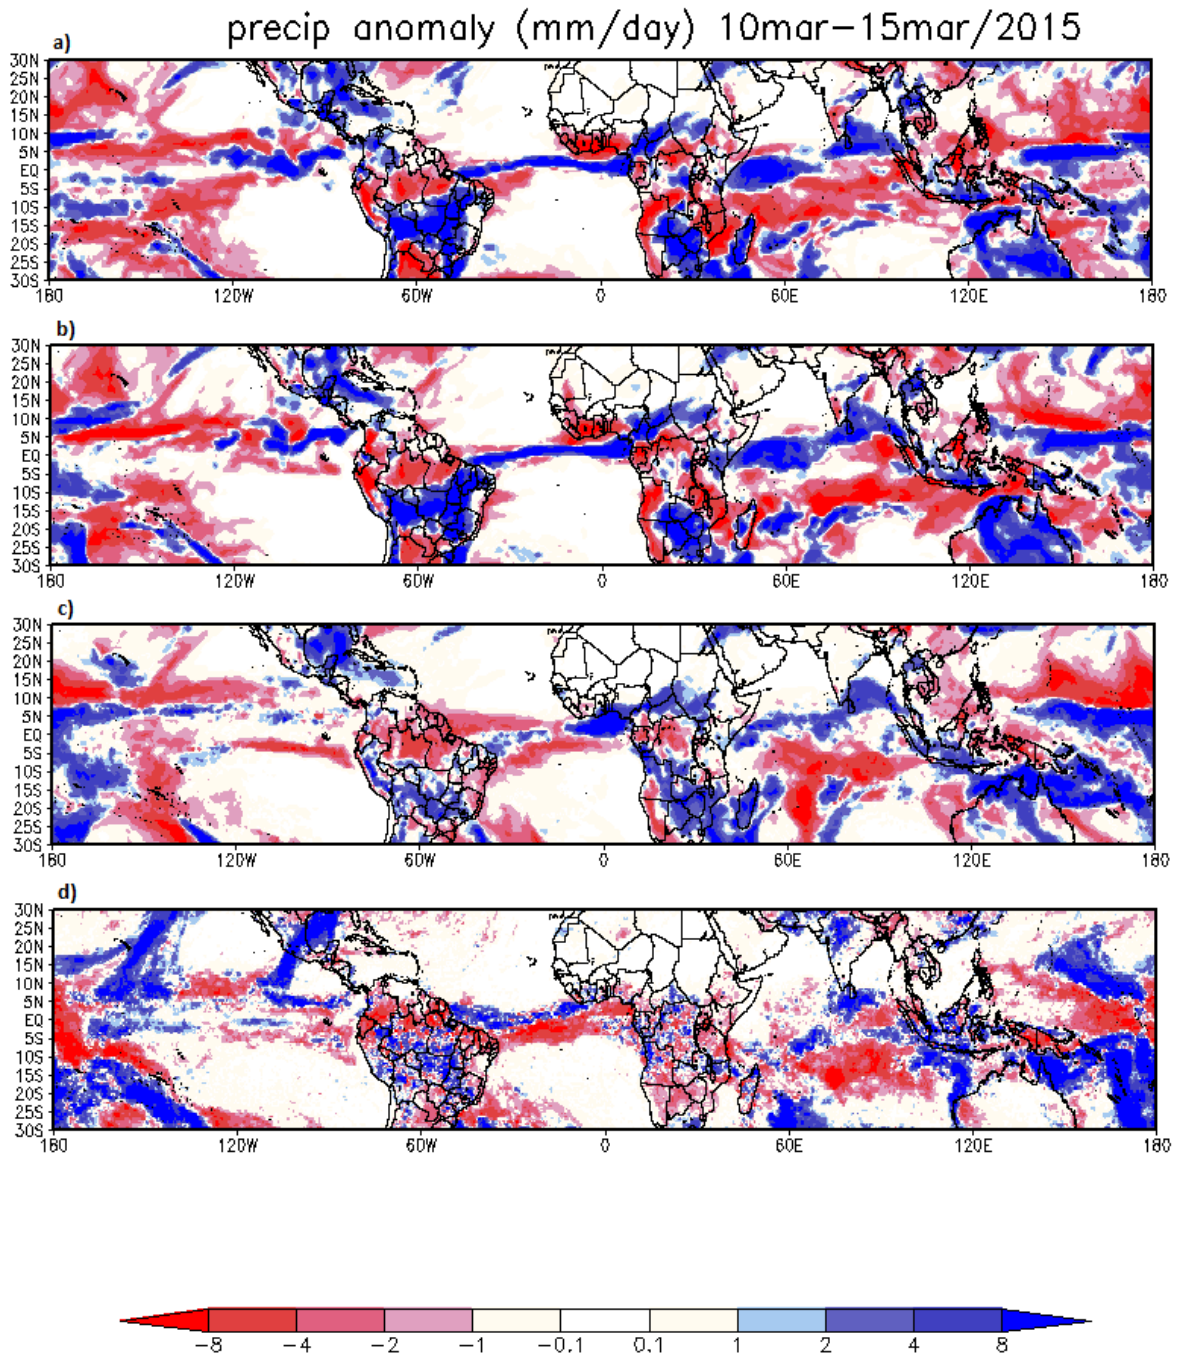 precip anomaly (mm/day) 10mar-15mar/2015
a)
30N
25N
20N
15N
10N
5N
EQ
5S
10S
15S
20S
25S
30S
180 120W 60W 0 60E 120E 180
b)
30N
25N
20N
15N
10N
5N
EQ
5S
10S
15S
20S
25S
30S
180 120W 60W 0 60E 120E 180
c)
30N
25N
20N
15N
10N
5N
EQ
5S
10S
15S
20S
25S
30S
180 120W 60W 0 60E 120E 180
d)
30N
25N
20N
15N
10N
5N
EQ
5S
10S
15S
20S
25S
30S
180 120W 60W 0 60E 120E 180
-8 -4 -2 -1 -0.1 0.1 1 2 4 8